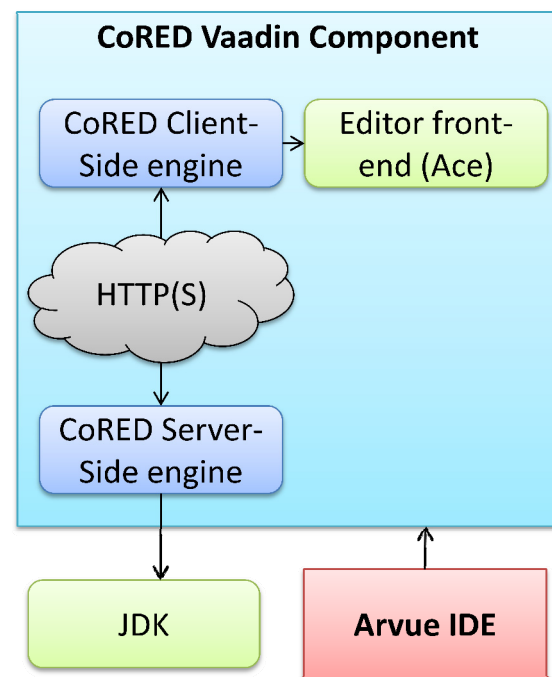 CoRED Vaadin Component
CoRED Client-
Side engine
Editor front-
end (Ace)
HTTP(S)
CoRED Server-
Side engine
JDK
Arvue IDE